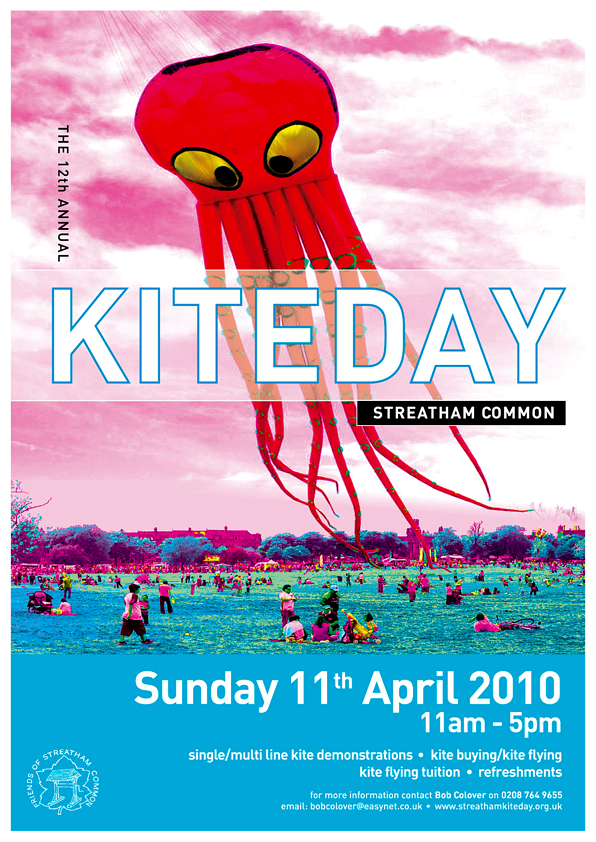 THE 12th ANNUAL
KITEDAY
STREATHAM COMMON
Sunday 11th April 2010
11am - 5pm
single/multi line kite demonstrations • kite buying/kite flying
kite flying tuition • refreshments
for more information contact Bob Colover on 0208 764 9655
email: bobcolover@easynet.co.uk • www.streathamkiteday.org.uk
FRIENDS OF STREATHAM COMMON